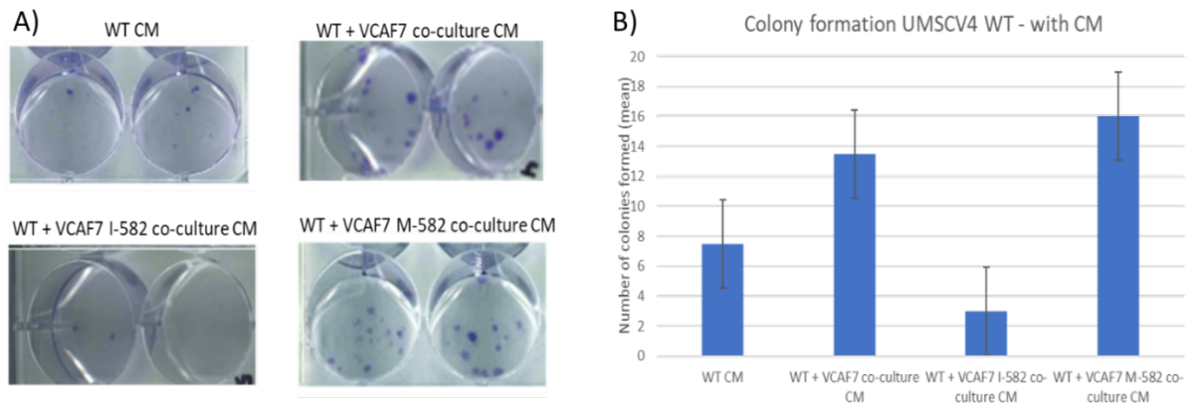 A)
WT CM
WT + VCAF7 co-culture CM
WT + VCAF7 I-582 co-culture CM
WT + VCAF7 M-582 co-culture CM
B)
Colony formation UMSCV4 WT - with CM
Number of colonies formed (mean)
20
18
16
14
12
10
8
6
4
2
0
WT CM
WT + VCAF7 co-culture
CM
WT + VCAF7 I-582 co-
culture CM
WT + VCAF7 M-582 co-
culture CM